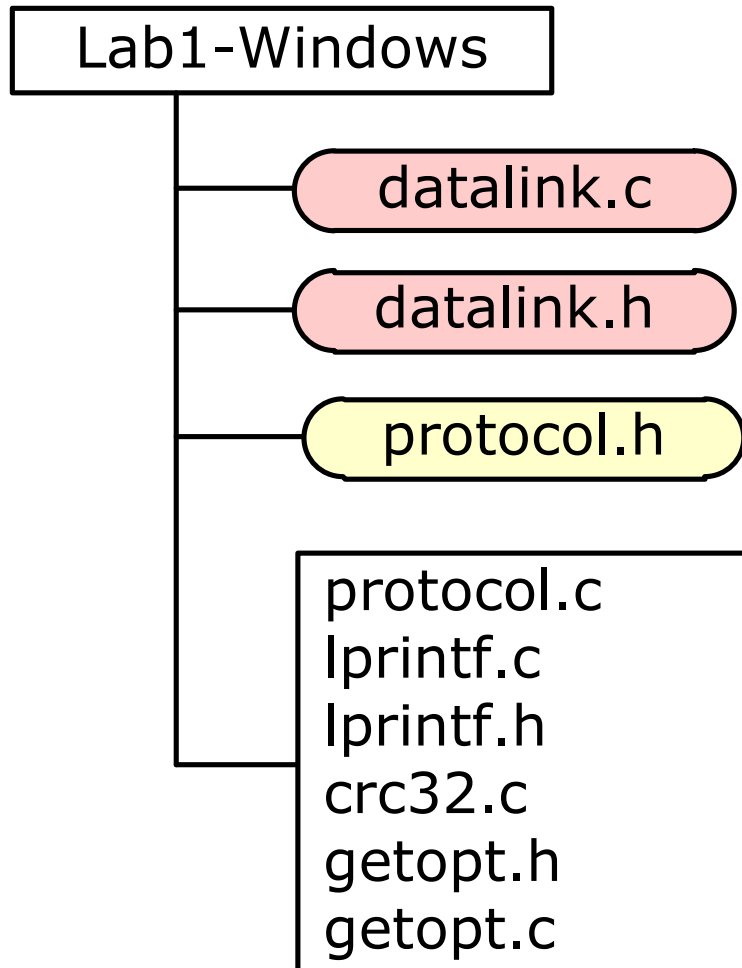 Lab1-Windows
datalink.c
datalink.h
protocol.h
protocol.c
lprintf.c
lprintf.h
crc32.c
getopt.h
getopt.c